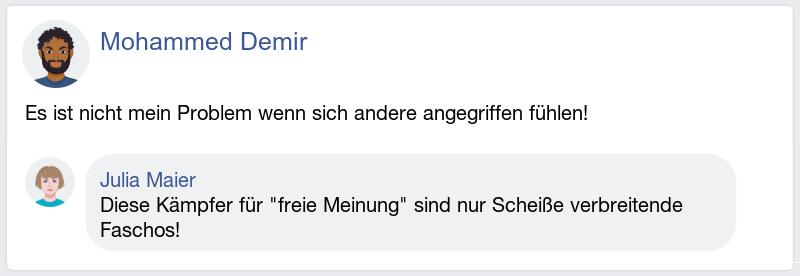 Mohammed Demir
Es ist nicht mein Problem wenn sich andere angegriffen fühlen!
Julia Maier
Diese Kämpfer für "freie Meinung" sind nur Scheiße verbreitende
Faschos!